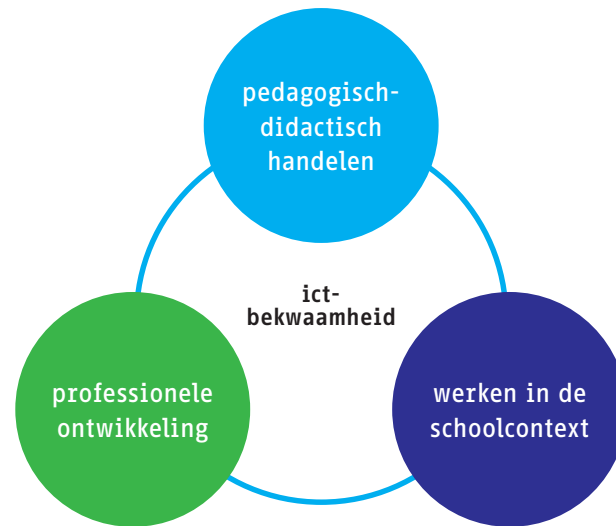 pedagogisch-
didactisch
handelen
ict-
bekwaamheid
professionele
ontwikkeling
werken in de
schoolcontext